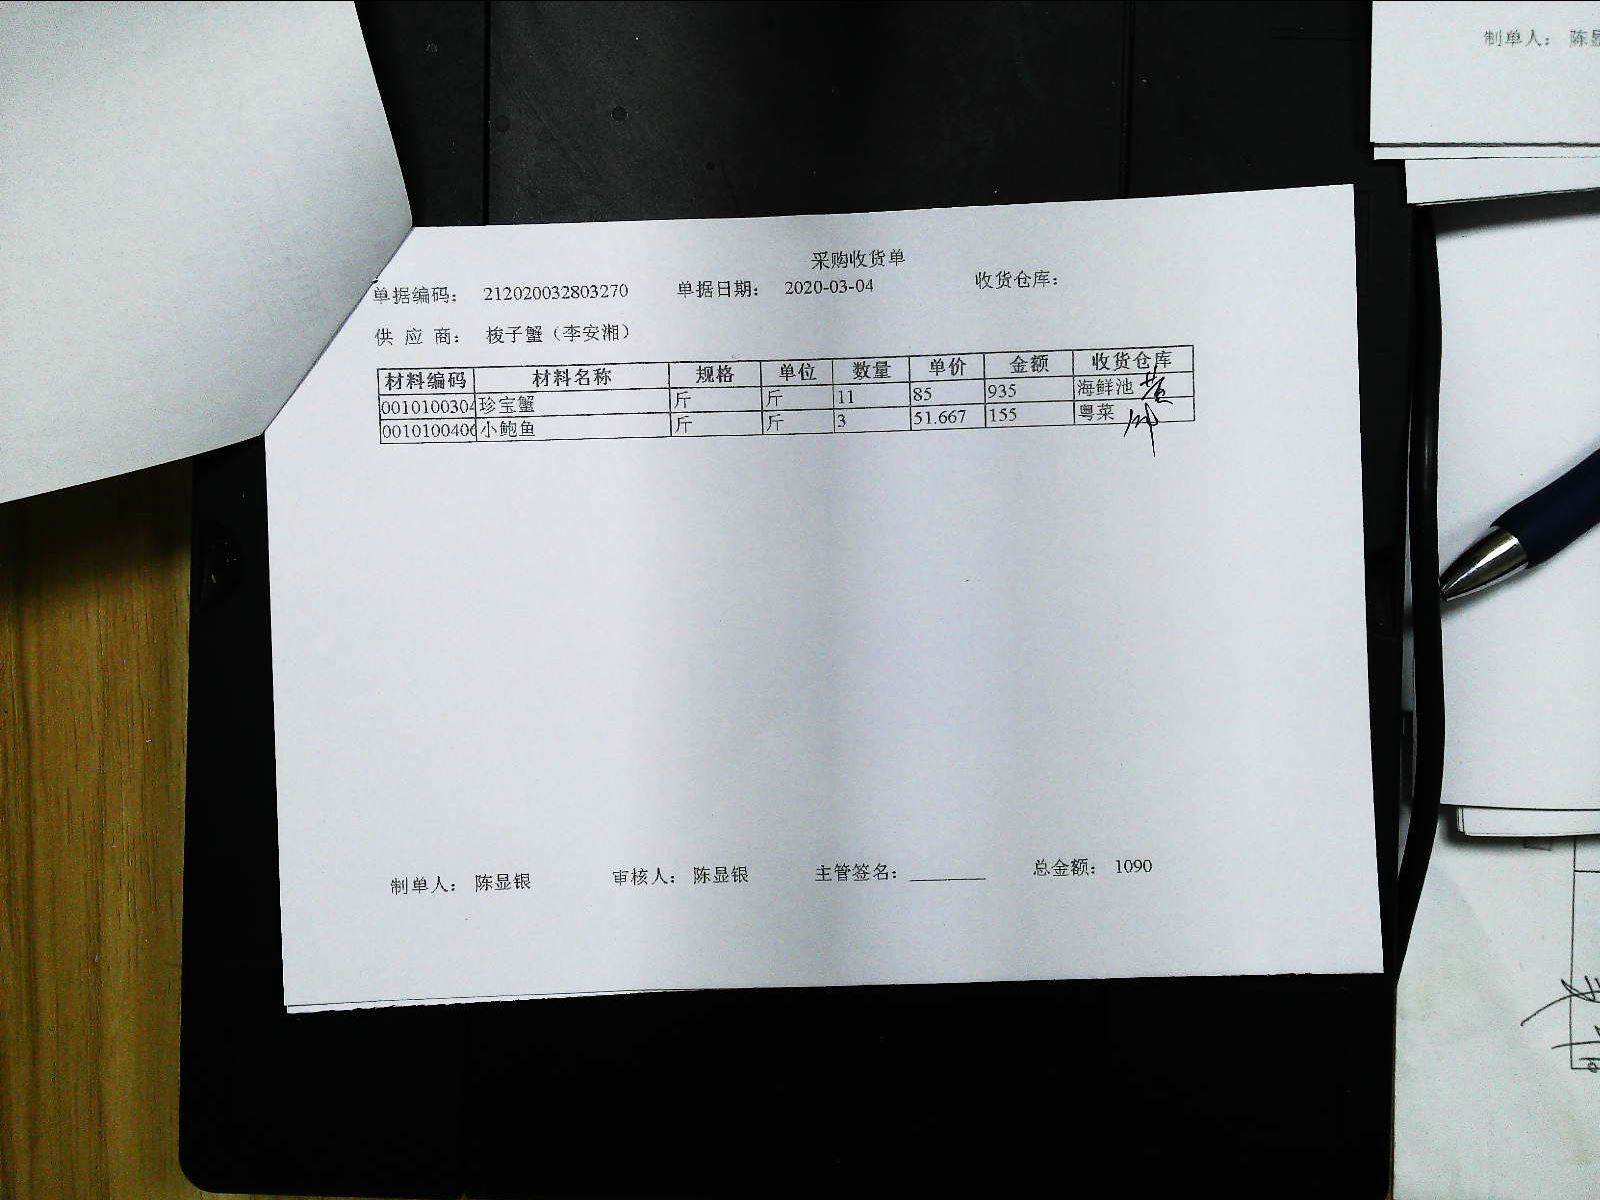 制单人： 陈显
采购收货单
单据编码： 212020032803270 单据日期： 2020-03-04 收货仓库：
供 应 商： 梭子蟹（李安湘）
材料编码 材料名称 规格 单位 数量 单价 金额 收货仓库
0010100304 珍宝蟹 斤 斤 11 85 935 海鲜池
0010100406 小鲍鱼 斤 斤 3 51.667 155 粤菜
制单人： 陈显银 审核人： 陈显银 主管签名： 总金额： 1090